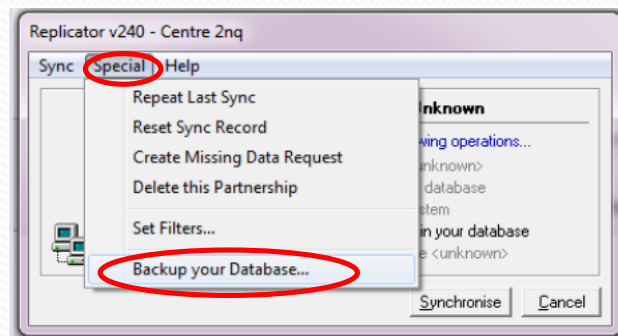 Replicator v240 - Centre 2nq
Sync Special Help
Repeat Last Sync
Reset Sync Record
Create Missing Data Request
Delete this Partnership
Set Filters...
Backup your Database...
operations...
database
in your database
<unknown>
Synchronise Cancel